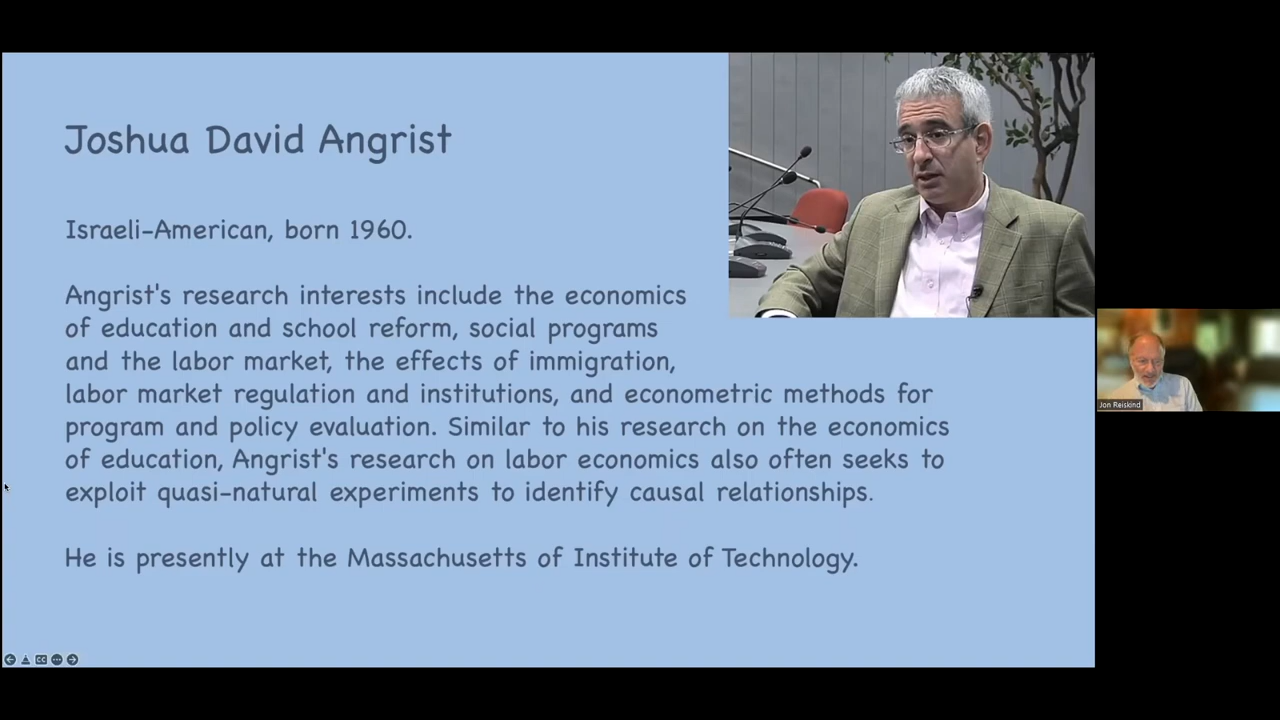 Joshua David Angrist
Israeli-American, born 1960.
Angrist's research interests include the economics
of education and school reform, social programs
and the labor market, the effects of immigration,
labor market regulation and institutions, and econometric methods for
program and policy evaluation. Similar to his research on the economics
of education, Angrist's research on labor economics also often seeks to
exploit quasi-natural experiments to identify causal relationships.
He is presently at the Massachusetts of Institute of Technology.
Jon Reiskind
CC